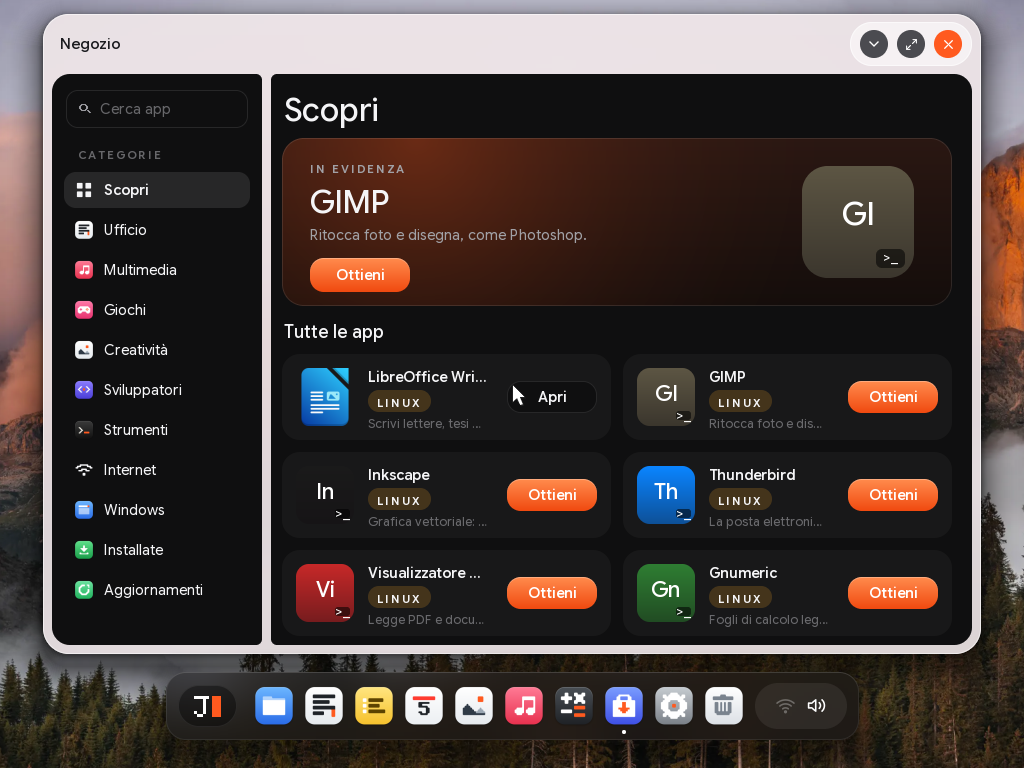 Negozio
Cerca app
CATEGORIE
Scopri
Ufficio
Multimedia
Giochi
Creatività
Sviluppatori
Strumenti
Internet
Windows
Installate
Aggiornamenti
Scopri
IN EVIDENZA
GIMP
Ritocca foto e disegna, come Photoshop.
Ottieni
GI
>_
Tutte le app
LibreOffice Wri...
LINUX
Scrivi lettere, tesi ...
Apri
GI
>_
GIMP
LINUX
Ritocca foto e dis...
Ottieni
In
>_
Inkscape
LINUX
Grafica vettoriale: ...
Ottieni
Th
>_
Thunderbird
LINUX
La posta elettroni...
Ottieni
Vi
>_
Visualizzatore ...
LINUX
Legge PDF e docu...
Ottieni
Gn
>_
Gnumeric
LINUX
Fogli di calcolo leg...
Ottieni
5